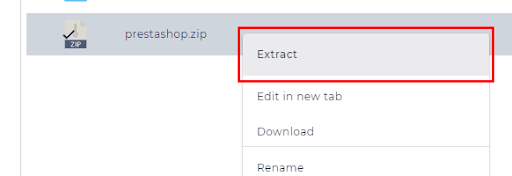 prestashop.zip
ZIP
Extract
Edit in new tab
Download
Rename